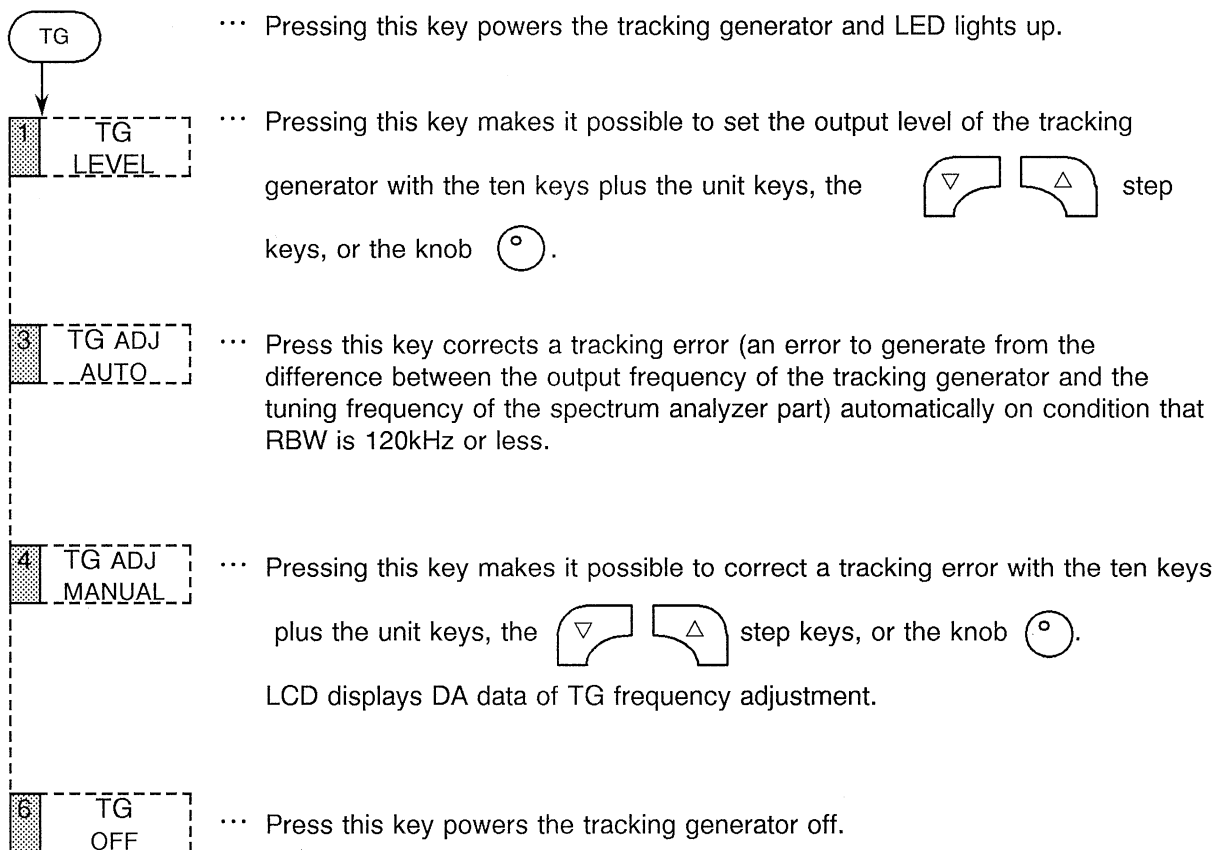 TG ··· Pressing this key powers the tracking generator and LED lights up.
1 TG ··· Pressing this key makes it possible to set the output level of the tracking
LEVEL
generator with the ten keys plus the unit keys, the ▽ △ step
keys, or the knob .
3 TG ADJ ··· Press this key corrects a tracking error (an error to generate from the
AUTO difference between the output frequency of the tracking generator and the
tuning frequency of the spectrum analyzer part) automatically on condition that
RBW is 120kHz or less.
4 TG ADJ ··· Pressing this key makes it possible to correct a tracking error with the ten keys
MANUAL
plus the unit keys, the ▽ △ step keys, or the knob .
LCD displays DA data of TG frequency adjustment.
6 TG ··· Press this key powers the tracking generator off.
OFF